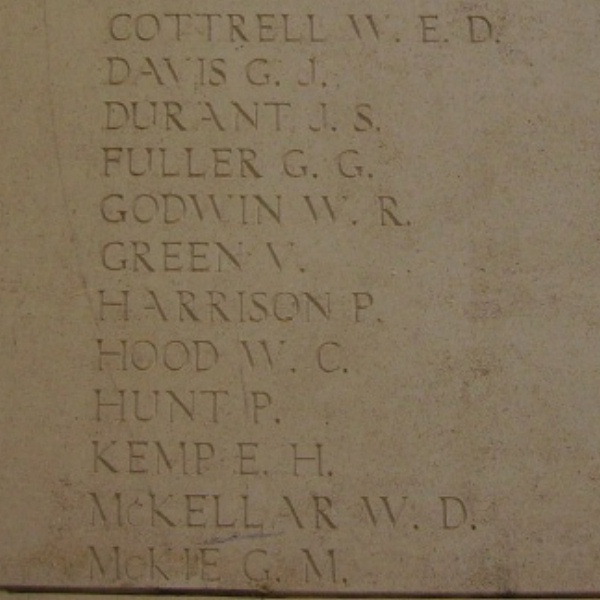 COTTRELL W. E. D.
DAVIS G. J.
DURANT J. S.
FULLER G. G.
GODWIN W. R.
GREEN V.
HARRISON P.
HOOD W. C.
HUNT P.
KEMP E. H.
McKELLAR W. D.
McKIE G. M.